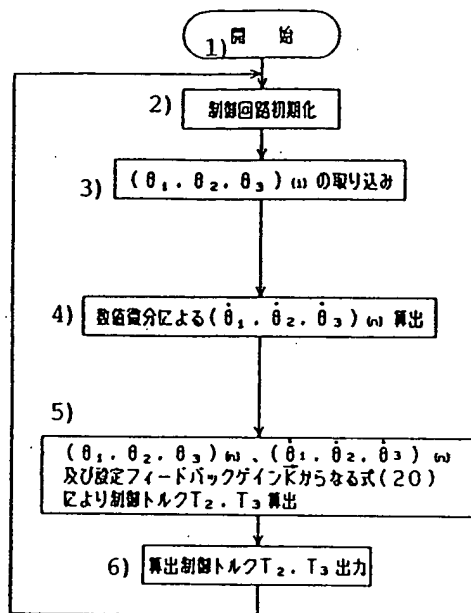 1) 開 始
2) 制御回路初期化
3) (θ₁. θ₂. θ₃)₍ᵢ₎ の取り込み
4) 数値微分による(θ̇₁. θ̇₂. θ̇₃)₍ₙ₎ 算出
5)
(θ₁. θ₂. θ₃)₍ₙ₎、(θ̇₁. θ̇₂. θ̇₃)₍ₙ₎
及び設定フィードバックゲインK⃗からなる式(20)
により制御トルクT₂. T₃ 算出
6) 算出制御トルクT₂. T₃ 出力